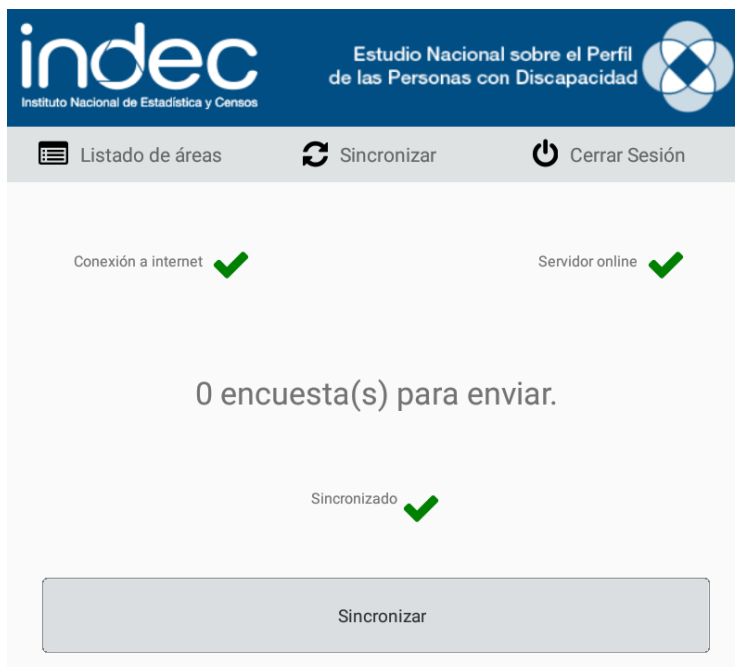 indec
Instituto Nacional de Estadística y Censos
Estudio Nacional sobre el Perfil
de las Personas con Discapacidad
Listado de áreas
Sincronizar
Cerrar Sesión
Conexión a internet
Servidor online
0 encuesta(s) para enviar.
Sincronizado
Sincronizar